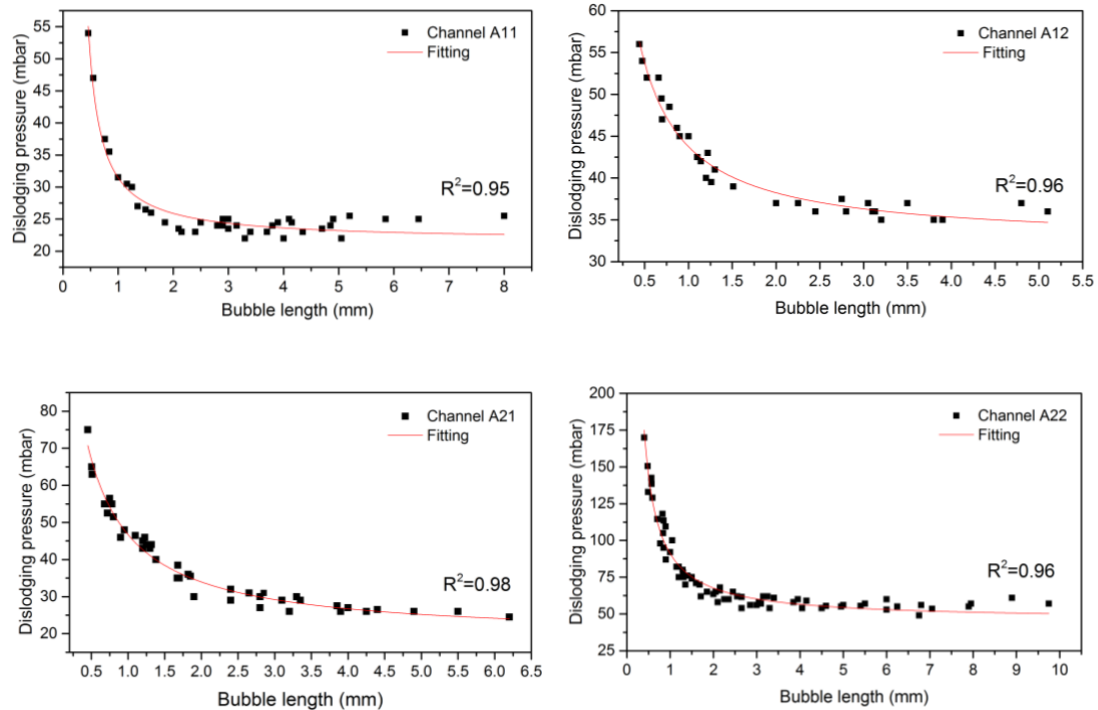 Dislodging pressure (mbar)
55
50
45
40
35
30
25
20
Channel A11
Fitting
R²=0.95
0 1 2 3 4 5 6 7 8
Bubble length (mm)
Dislodging pressure (mbar)
60
55
50
45
40
35
30
Channel A12
Fitting
R²=0.96
0.5 1.0 1.5 2.0 2.5 3.0 3.5 4.0 4.5 5.0 5.5
Bubble length (mm)
Dislodging pressure (mbar)
80
70
60
50
40
30
20
Channel A21
Fitting
R²=0.98
0.5 1.0 1.5 2.0 2.5 3.0 3.5 4.0 4.5 5.0 5.5 6.0 6.5
Bubble length (mm)
Dislodging pressure (mbar)
200
175
150
125
100
75
50
25
Channel A22
Fitting
R²=0.96
0 1 2 3 4 5 6 7 8 9 10
Bubble length (mm)